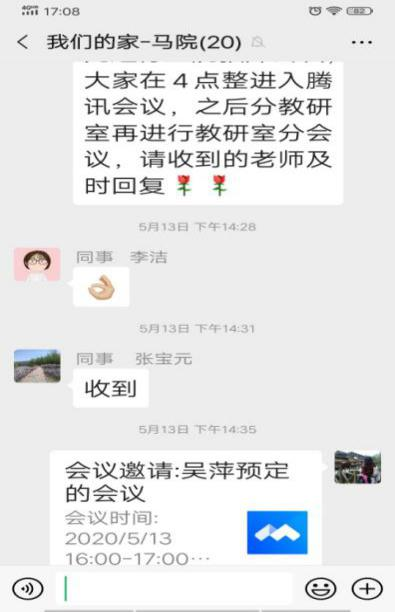 17:08
82
我们的家-马院(20)
大家在4点整进入腾
讯会议，之后分教研
室再进行教研室分会
议，请收到的老师及
时回复
5月13日 下午14:28
同事 李洁
5月13日 下午14:31
同事 张宝元
收到
5月13日 下午14:35
会议邀请:吴萍预定
的会议
会议时间:
2020/5/13
16:00-17:00···